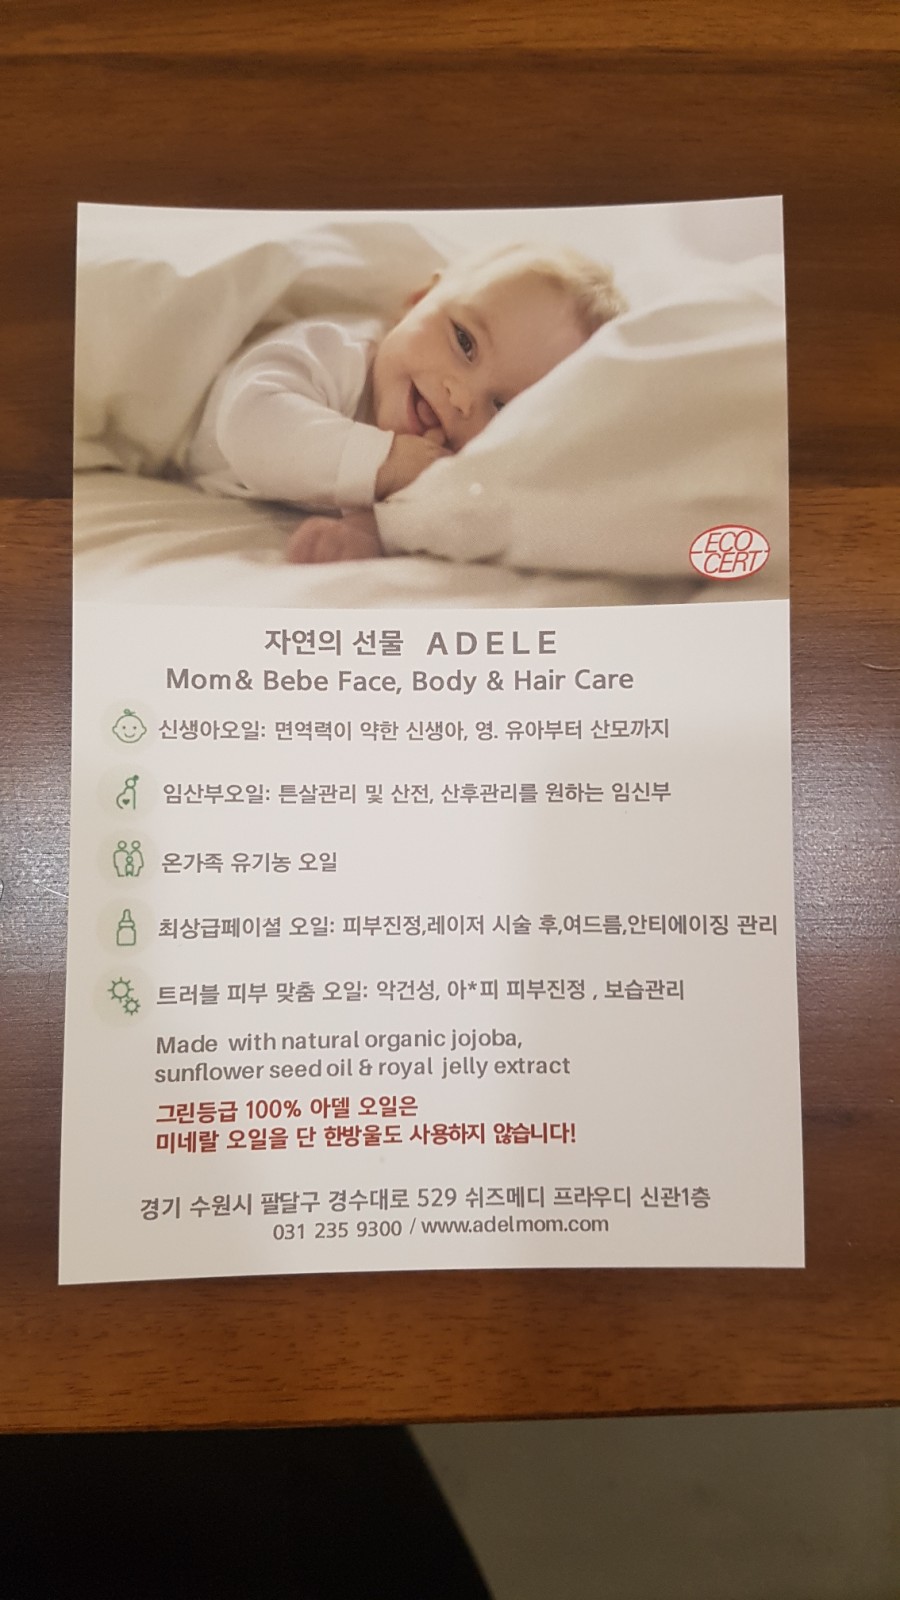 ECO
CERT
자연의 선물 ADELE
Mom& Bebe Face, Body & Hair Care
신생아오일: 면역력이 약한 신생아, 영. 유아부터 산모까지
임산부오일: 튼살관리 및 산전, 산후관리를 원하는 임신부
온가족 유기농 오일
최상급페이셜 오일: 피부진정,레이저 시술 후,여드름,안티에이징 관리
트러블 피부 맞춤 오일: 악건성, 아*피 피부진정 , 보습관리
Made with natural organic jojoba,
sunflower seed oil & royal jelly extract
그린등급 100% 아델 오일은
미네랄 오일을 단 한방울도 사용하지 않습니다!
경기 수원시 팔달구 경수대로 529 쉬즈메디 프라우디 신관1층
031 235 9300 / www.adelmom.com